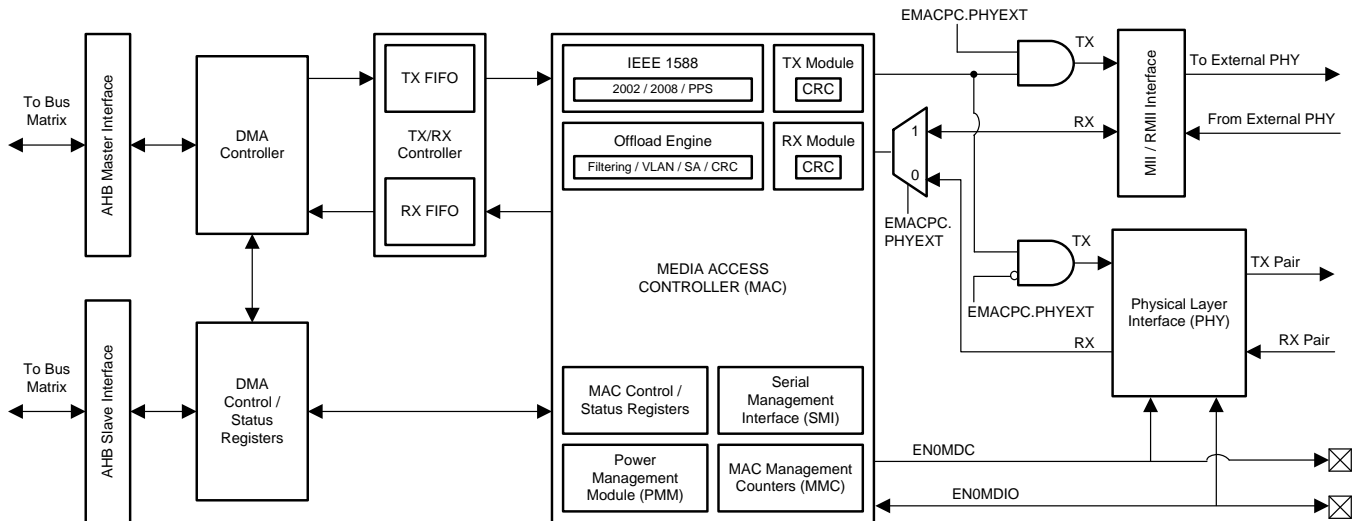 To Bus
Matrix
AHB Master Interface
DMA
Controller
TX FIFO
TX/RX
Controller
RX FIFO
IEEE 1588
2002 / 2008 / PPS
TX Module
CRC
Offload Engine
Filtering / VLAN / SA / CRC
RX Module
CRC
MEDIA ACCESS
CONTROLLER (MAC)
EMACPC.PHYEXT
TX
MII / RMII Interface
To External PHY
From External PHY
RX
1
0
EMACPC.
PHYEXT
TX
EMACPC.PHYEXT
RX
Physical Layer
Interface (PHY)
TX Pair
RX Pair
To Bus
Matrix
AHB Slave Interface
DMA
Control /
Status
Registers
MAC Control /
Status Registers
Serial
Management
Interface (SMI)
Power
Management
Module (PMM)
MAC Management
Counters (MMC)
EN0MDC
EN0MDIO